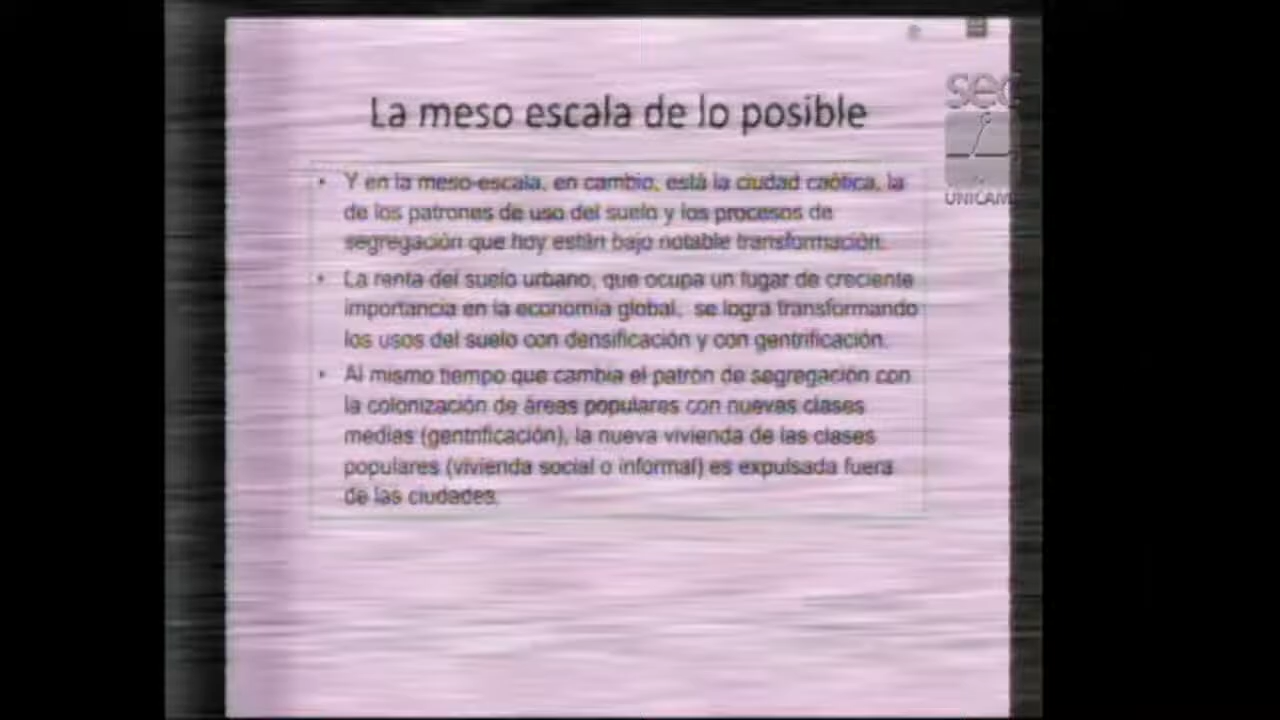 La meso escala de lo posible
• Y en la meso-escala, en cambio, está la ciudad caótica, la
de los patrones de uso del suelo y los procesos de
segregación que hoy están bajo notable transformación.
• La renta del suelo urbano, que ocupa un lugar de creciente
importancia en la economía global, se logra transformando
los usos del suelo con densificación y con gentrificación.
• Al mismo tiempo que cambia el patrón de segregación con
la colonización de áreas populares con nuevas clases
medias (gentrificación), la nueva vivienda de las clases
populares (vivienda social o informal) es expulsada fuera
de las ciudades.
UNICAM